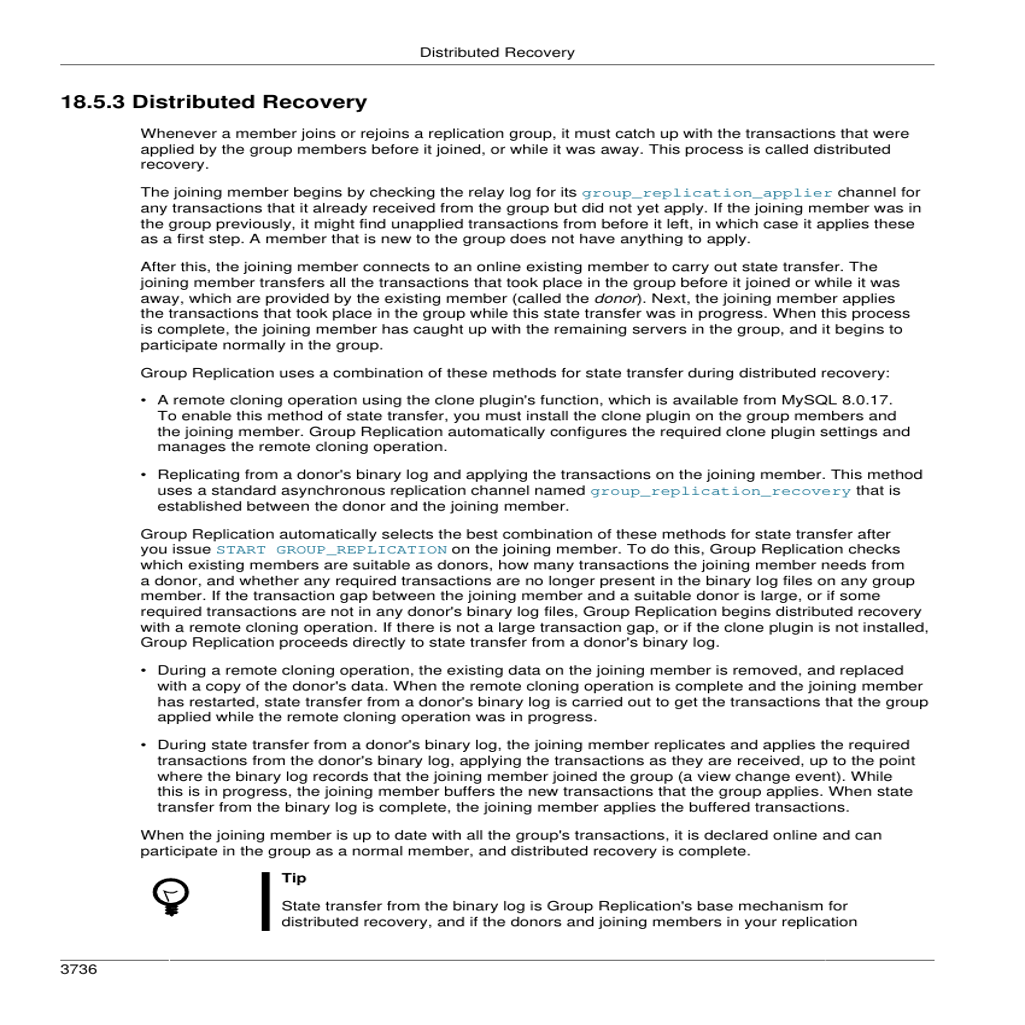 Distributed Recovery
18.5.3 Distributed Recovery
Whenever a member joins or rejoins a replication group, it must catch up with the transactions that were
applied by the group members before it joined, or while it was away. This process is called distributed
recovery.
The joining member begins by checking the relay log for its group_replication_applier channel for
any transactions that it already received from the group but did not yet apply. If the joining member was in
the group previously, it might find unapplied transactions from before it left, in which case it applies these
as a first step. A member that is new to the group does not have anything to apply.
After this, the joining member connects to an online existing member to carry out state transfer. The
joining member transfers all the transactions that took place in the group before it joined or while it was
away, which are provided by the existing member (called the donor). Next, the joining member applies
the transactions that took place in the group while this state transfer was in progress. When this process
is complete, the joining member has caught up with the remaining servers in the group, and it begins to
participate normally in the group.
Group Replication uses a combination of these methods for state transfer during distributed recovery:
• A remote cloning operation using the clone plugin's function, which is available from MySQL 8.0.17.
To enable this method of state transfer, you must install the clone plugin on the group members and
the joining member. Group Replication automatically configures the required clone plugin settings and
manages the remote cloning operation.
• Replicating from a donor's binary log and applying the transactions on the joining member. This method
uses a standard asynchronous replication channel named group_replication_recovery that is
established between the donor and the joining member.
Group Replication automatically selects the best combination of these methods for state transfer after
you issue START GROUP_REPLICATION on the joining member. To do this, Group Replication checks
which existing members are suitable as donors, how many transactions the joining member needs from
a donor, and whether any required transactions are no longer present in the binary log files on any group
member. If the transaction gap between the joining member and a suitable donor is large, or if some
required transactions are not in any donor's binary log files, Group Replication begins distributed recovery
with a remote cloning operation. If there is not a large transaction gap, or if the clone plugin is not installed,
Group Replication proceeds directly to state transfer from a donor's binary log.
• During a remote cloning operation, the existing data on the joining member is removed, and replaced
with a copy of the donor's data. When the remote cloning operation is complete and the joining member
has restarted, state transfer from a donor's binary log is carried out to get the transactions that the group
applied while the remote cloning operation was in progress.
• During state transfer from a donor's binary log, the joining member replicates and applies the required
transactions from the donor's binary log, applying the transactions as they are received, up to the point
where the binary log records that the joining member joined the group (a view change event). While
this is in progress, the joining member buffers the new transactions that the group applies. When state
transfer from the binary log is complete, the joining member applies the buffered transactions.
When the joining member is up to date with all the group's transactions, it is declared online and can
participate in the group as a normal member, and distributed recovery is complete.
Tip
State transfer from the binary log is Group Replication's base mechanism for
distributed recovery, and if the donors and joining members in your replication
3736